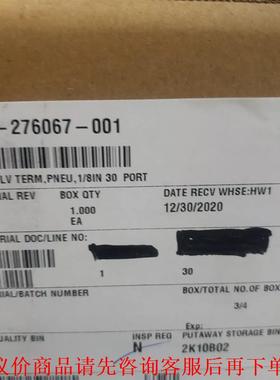 -276067-001
LV TERM,PNEU,1/8IN 30 PORT
IAL REV BOX QTY DATE RECV WHSE:HW1
1.000 12/30/2020
EA
ERIAL DOC/LINE NO:
1 30
RIAL/BATCH NUMBER BOX/TOTAL NO.OF BOX
3/4
UALITY BIN INSP REQ PUTAWAY STORAGE BIN
N 2K10B02
议价商品请先咨询客服后再下单